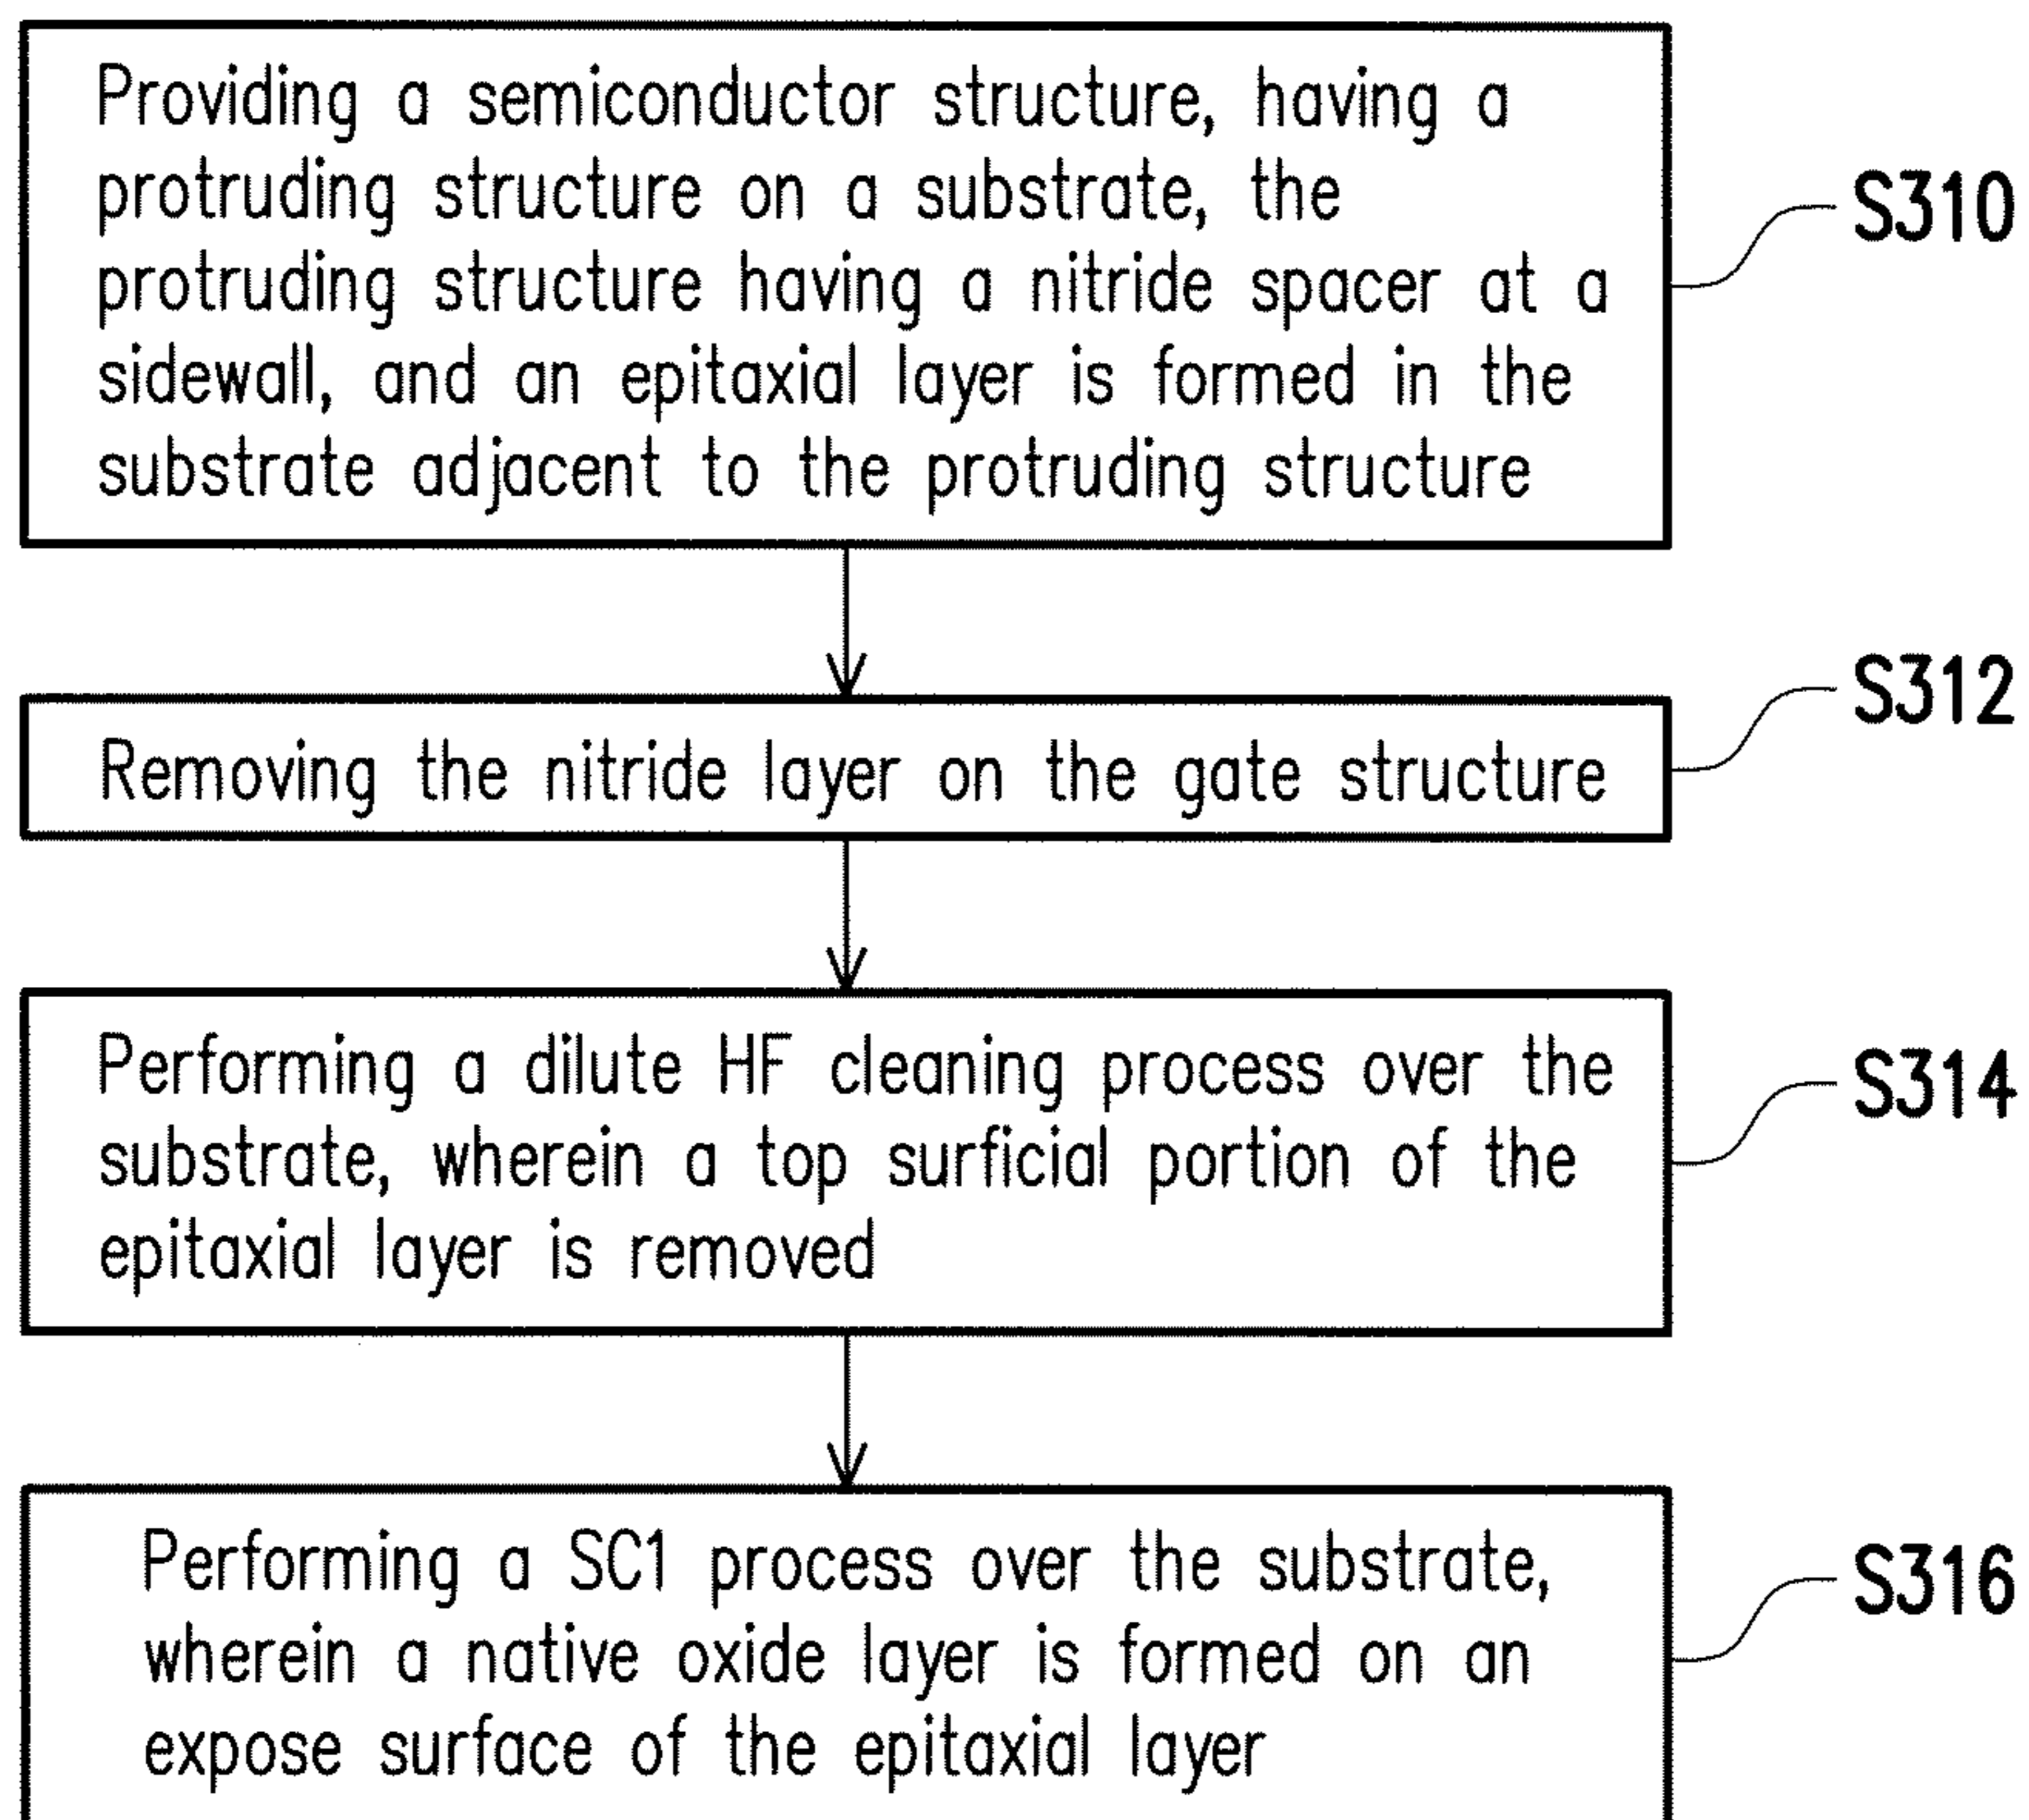 Providing a semiconductor structure, having a
protruding structure on a substrate, the
protruding structure having a nitride spacer at a
sidewall, and an epitaxial layer is formed in the
substrate adjacent to the protruding structure
S310
Removing the nitride layer on the gate structure
S312
Performing a dilute HF cleaning process over the
substrate, wherein a top surficial portion of the
epitaxial layer is removed
S314
Performing a SC1 process over the substrate,
wherein a native oxide layer is formed on an
expose surface of the epitaxial layer
S316